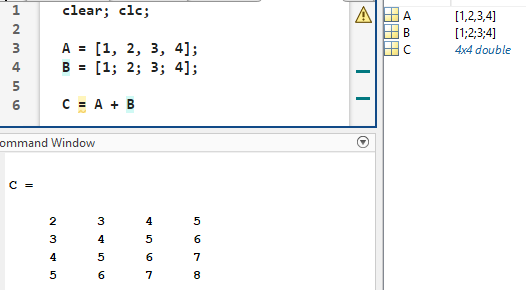 1 clear; clc;
2
3 A = [1, 2, 3, 4];
4 B = [1; 2; 3; 4];
5
6 C = A + B
A [1,2,3,4]
B [1;2;3;4]
C 4x4 double
ommand Window
C =
2 3 4 5
3 4 5 6
4 5 6 7
5 6 7 8